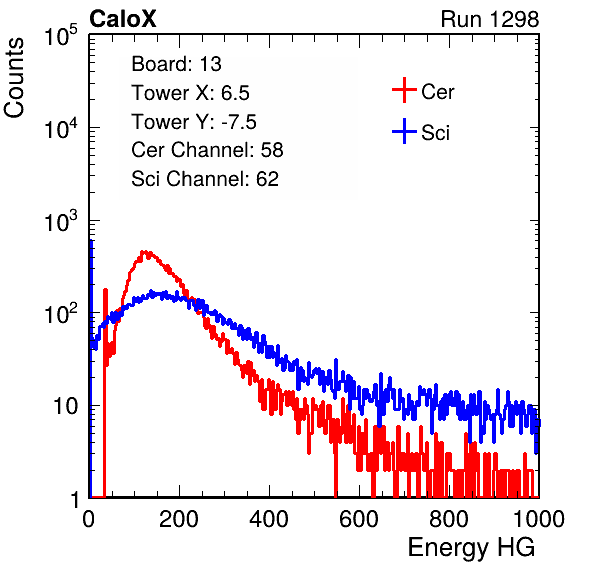 CaloX Run 1298
Counts
10^5
10^4
10^3
10^2
10
1
Board: 13
Tower X: 6.5
Tower Y: -7.5
Cer Channel: 58
Sci Channel: 62
Cer
Sci
0 200 400 600 800 1000
Energy HG